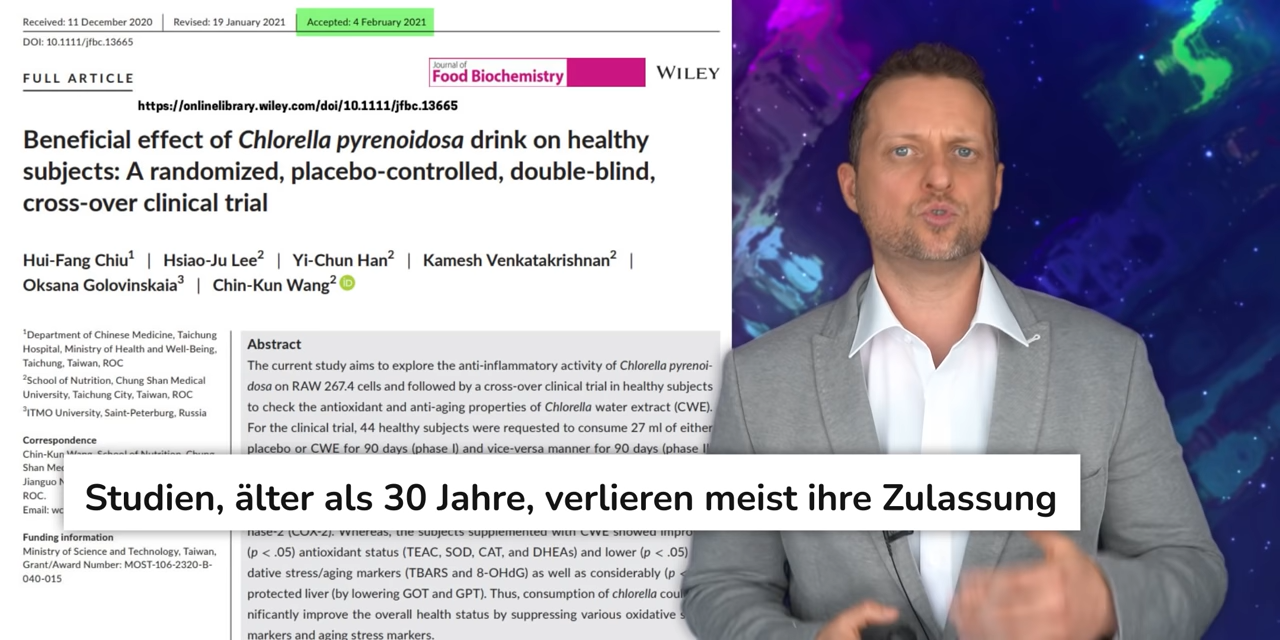 Received: 11 December 2020 | Revised: 19 January 2021 | Accepted: 4 February 2021
DOI: 10.1111/jfbc.13665
FULL ARTICLE
Journal of
Food Biochemistry
WILEY
https://onlinelibrary.wiley.com/doi/10.1111/jfbc.13665
Beneficial effect of Chlorella pyrenoidosa drink on healthy
subjects: A randomized, placebo-controlled, double-blind,
cross-over clinical trial
Hui-Fang Chiu1 | Hsiao-Ju Lee2 | Yi-Chun Han2 | Kamesh Venkatakrishnan2 |
Oksana Golovinskaia3 | Chin-Kun Wang2 iD
1Department of Chinese Medicine, Taichung
Hospital, Ministry of Health and Well-Being,
Taichung, Taiwan, ROC
2School of Nutrition, Chung Shan Medical
University, Taichung City, Taiwan, ROC
3ITMO University, Saint-Peterburg, Russia
Correspondence
Chin-Kun Wang, School of Nutrition, Chung
Shan
Jianguo
ROC.
Email:
Funding information
Ministry of Science and Technology, Taiwan,
Grant/Award Number: MOST-106-2320-B-
040-015
Abstract
The current study aims to explore the anti-inflammatory activity of Chlorella pyrenoi-
dosa on RAW 267.4 cells and followed by a cross-over clinical trial in healthy subjects
to check the antioxidant and anti-aging properties of Chlorella water extract (CWE).
For the clinical trial, 44 healthy subjects were requested to consume 27 ml of either
placebo or CWE for 90 days (phase I) and vice-versa manner for 90 days (phase II
Studien, älter als 30 Jahre, verlieren meist ihre Zulassung
nase-2 (COX-2). Whereas, the subjects supplemented with CWE showed impro
(p < .05) antioxidant status (TEAC, SOD, CAT, and DHEAs) and lower (p < .05)
dative stress/aging markers (TBARS and 8-OHdG) as well as considerably (p <
protected liver (by lowering GOT and GPT). Thus, consumption of chlorella coul
nificantly improve the overall health status by suppressing various oxidative s
markers and aging stress markers.